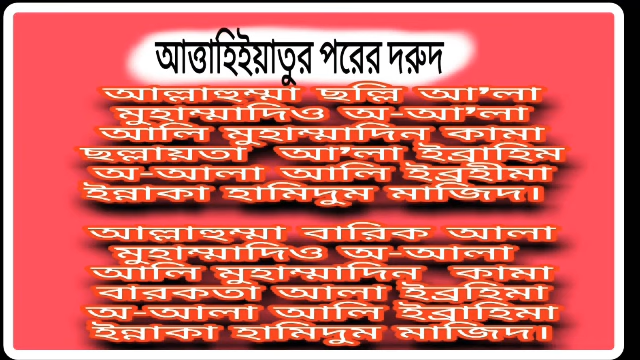 আত্তাহিইয়াতুর পরের দরুদ
আল্লাহুম্মা ছল্লি আ'লা
মুহাম্মাদিও অ-আ'লা
আলি মুহাম্মাদিন কামা
ছল্লায়তা আ'লা ইব্রাহিম
অ-আলা আলি ইব্রহীমা
ইন্নাকা হামিদুম মাজিদ।
আল্লাহুম্মা বারিক আলা
মুহাম্মাদিও অ-আলা
আলি মুহাম্মাদিন কামা
বারকতা আলা ইব্রহিমা
অ-আলা আলি ইব্রাহিমা
ইন্নাকা হামিদুম মাজিদ।